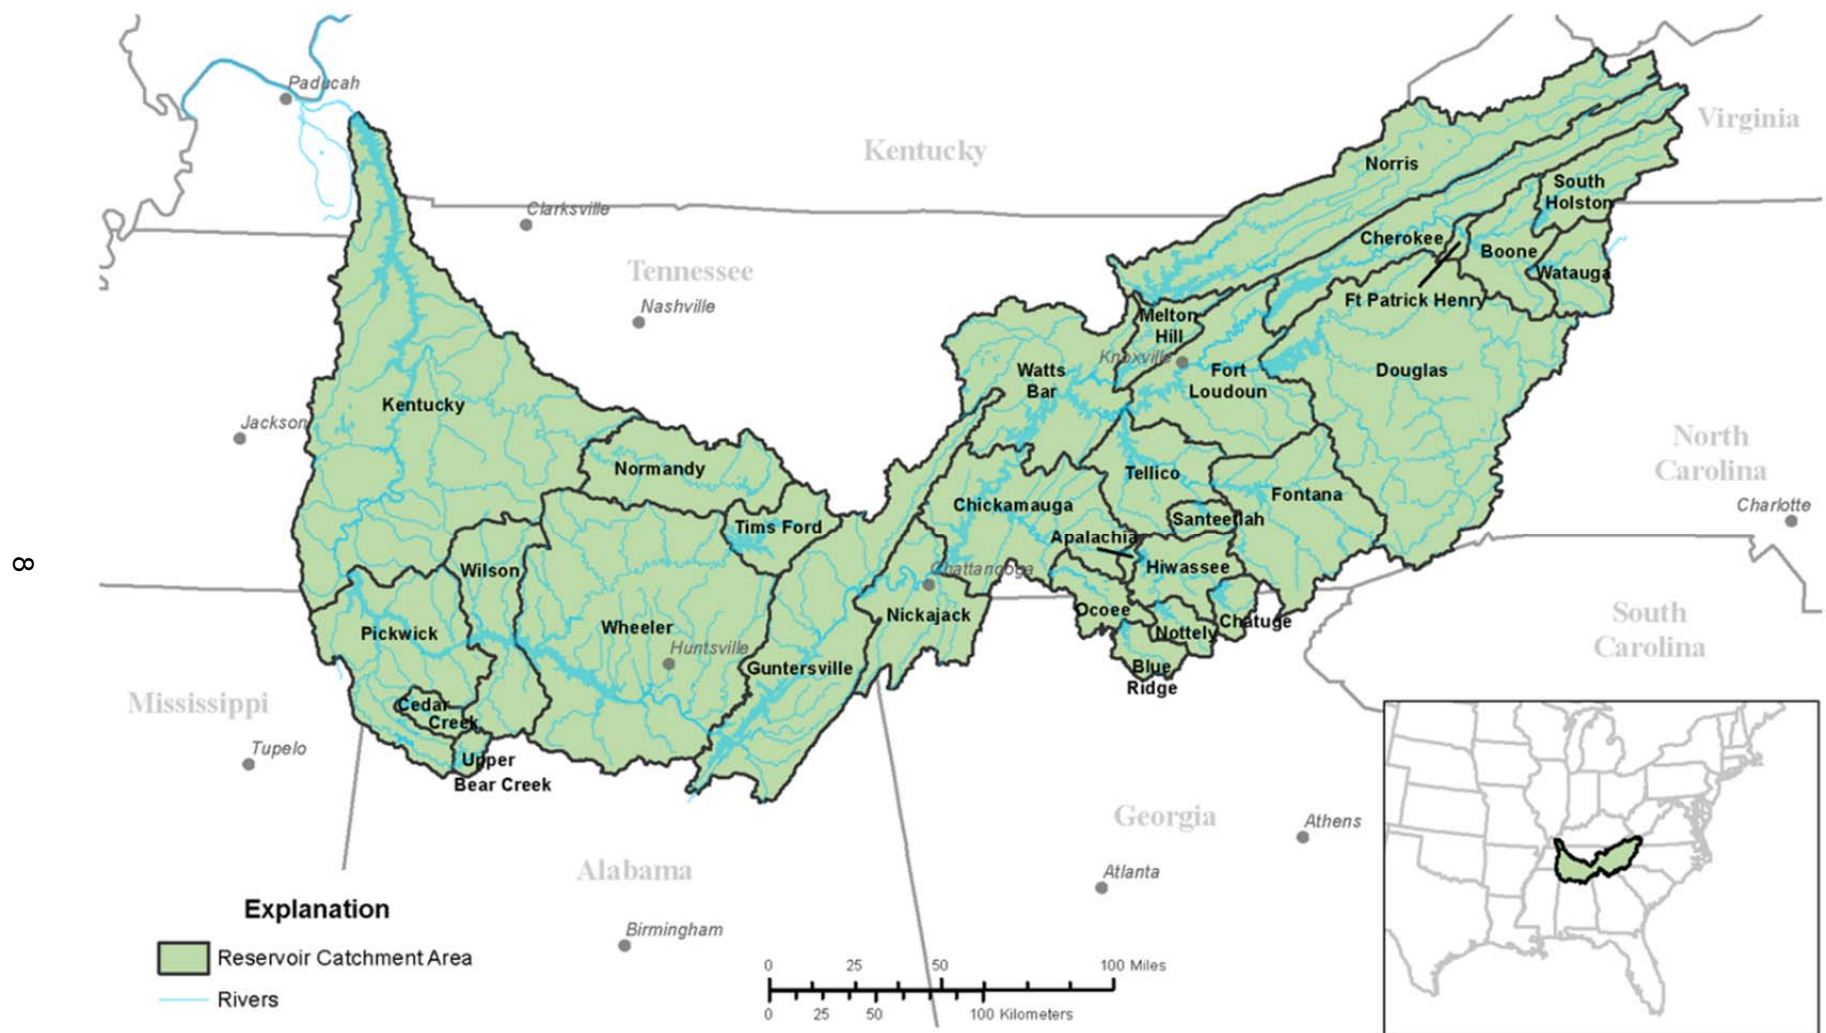 Paducah
Virginia
Kentucky
Norris
South
Holston
Clarksville
Cherokee
Boone
Watauga
Tennessee
Ft Patrick Henry
Nashville
Melton
Hill
Knoxville
Watts
Bar
Fort
Loudoun
Douglas
Kentucky
Jackson
North
Carolina
Normandy
Tellico
Fontana
Chickamauga
Charlotte
Santeetlah
Tims Ford
Apalachia
8
Wilson
Chattanooga
Hiwassee
Ocoee
Nickajack
Chatuge
Nottely
South
Carolina
Pickwick
Wheeler
Huntsville
Guntersville
Blue
Ridge
Mississippi
Cedar
Creek
Tupelo
Upper
Bear Creek
Georgia
Athens
Alabama
Atlanta
Birmingham
Explanation
Reservoir Catchment Area
Rivers
0 25 50 100 Miles
0 25 50 100 Kilometers